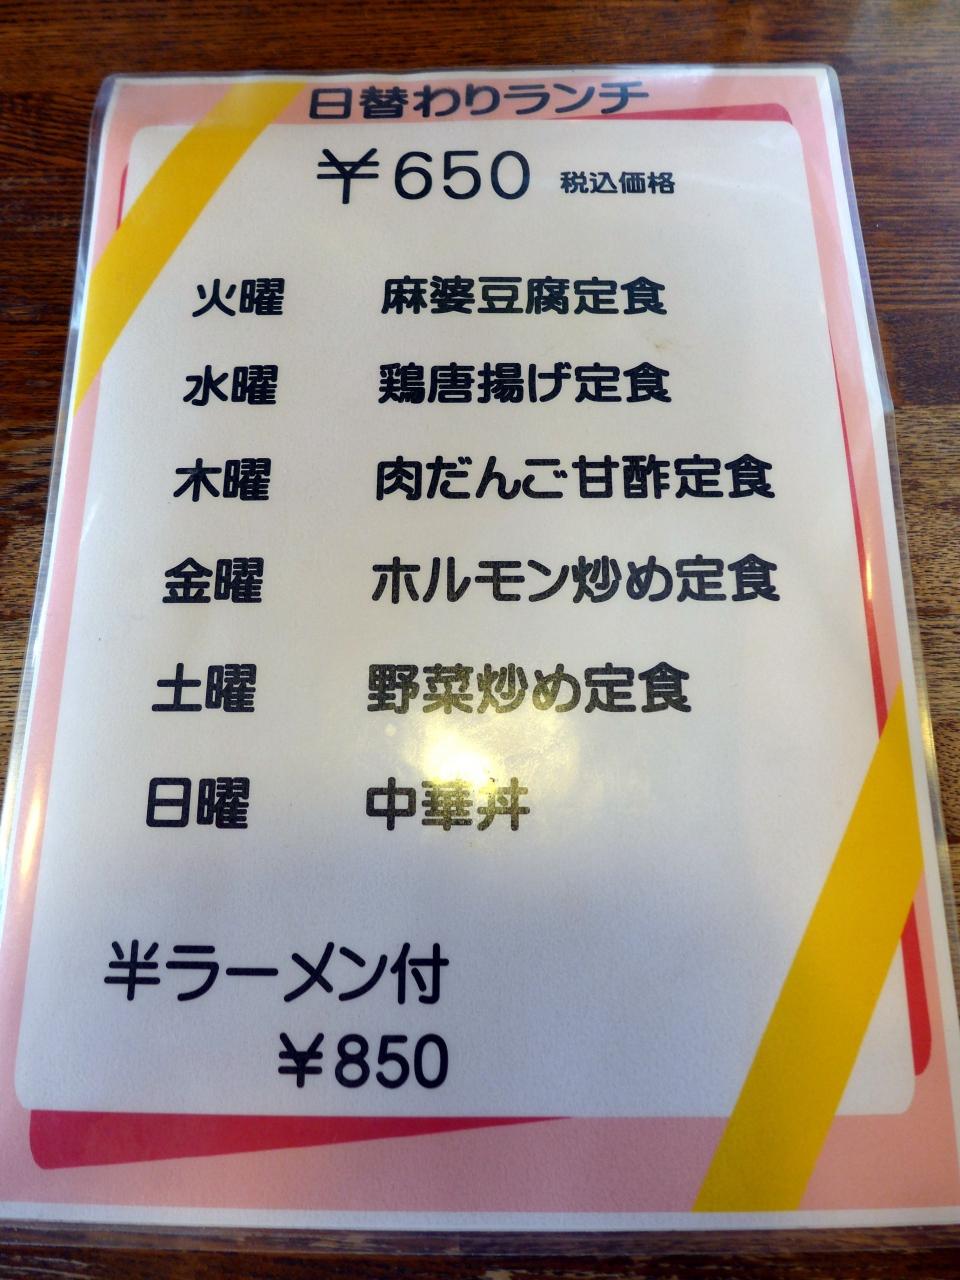 日替わりランチ
￥650 税込価格
火曜 麻婆豆腐定食
水曜 鶏唐揚げ定食
木曜 肉だんご甘酢定食
金曜 ホルモン炒め定食
土曜 野菜炒め定食
日曜 中華丼
半ラーメン付
￥850